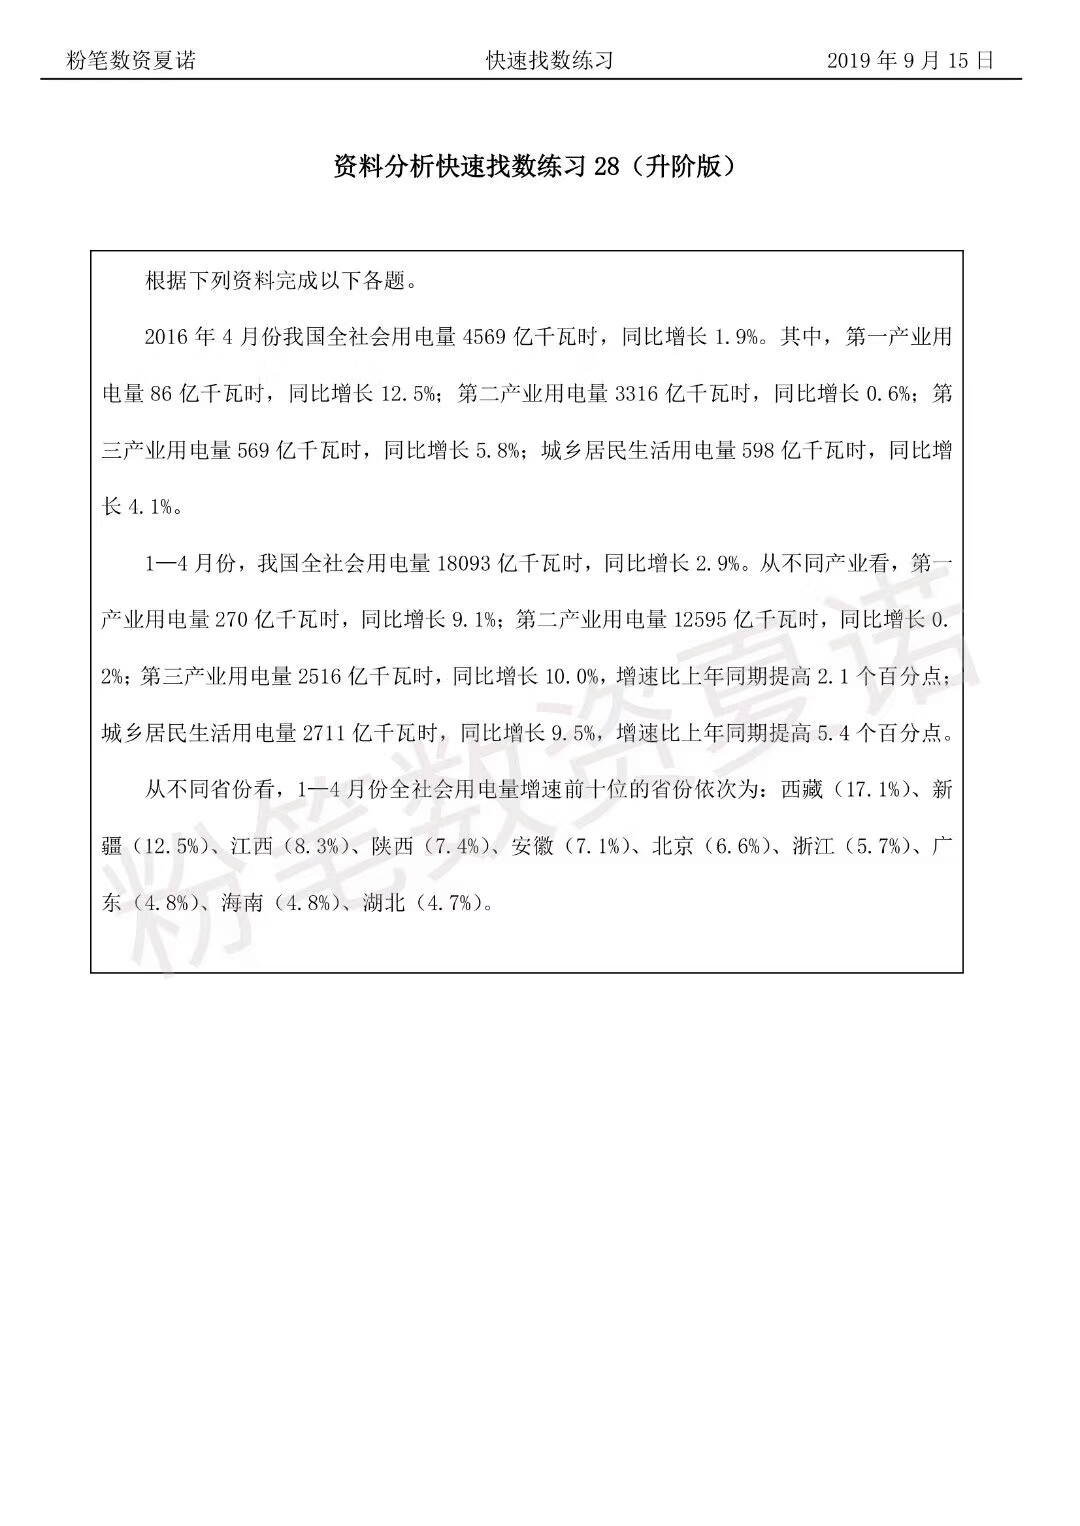 粉笔数资夏诺 快速找数练习 2019 年 9 月 15 日
资料分析快速找数练习 28（升阶版）
根据下列资料完成以下各题。
2016 年 4 月份我国全社会用电量 4569 亿千瓦时，同比增长 1.9%。其中，第一产业用
电量 86 亿千瓦时，同比增长 12.5%；第二产业用电量 3316 亿千瓦时，同比增长 0.6%；第
三产业用电量 569 亿千瓦时，同比增长 5.8%；城乡居民生活用电量 598 亿千瓦时，同比增
长 4.1%。
1—4 月份，我国全社会用电量 18093 亿千瓦时，同比增长 2.9%。从不同产业看，第一
产业用电量 270 亿千瓦时，同比增长 9.1%；第二产业用电量 12595 亿千瓦时，同比增长 0.
2%；第三产业用电量 2516 亿千瓦时，同比增长 10.0%，增速比上年同期提高 2.1 个百分点；
城乡居民生活用电量 2711 亿千瓦时，同比增长 9.5%，增速比上年同期提高 5.4 个百分点。
从不同省份看，1—4 月份全社会用电量增速前十位的省份依次为：西藏（17.1%）、新
疆（12.5%）、江西（8.3%）、陕西（7.4%）、安徽（7.1%）、北京（6.6%）、浙江（5.7%）、广
东（4.8%）、海南（4.8%）、湖北（4.7%）。
粉笔数资夏诺